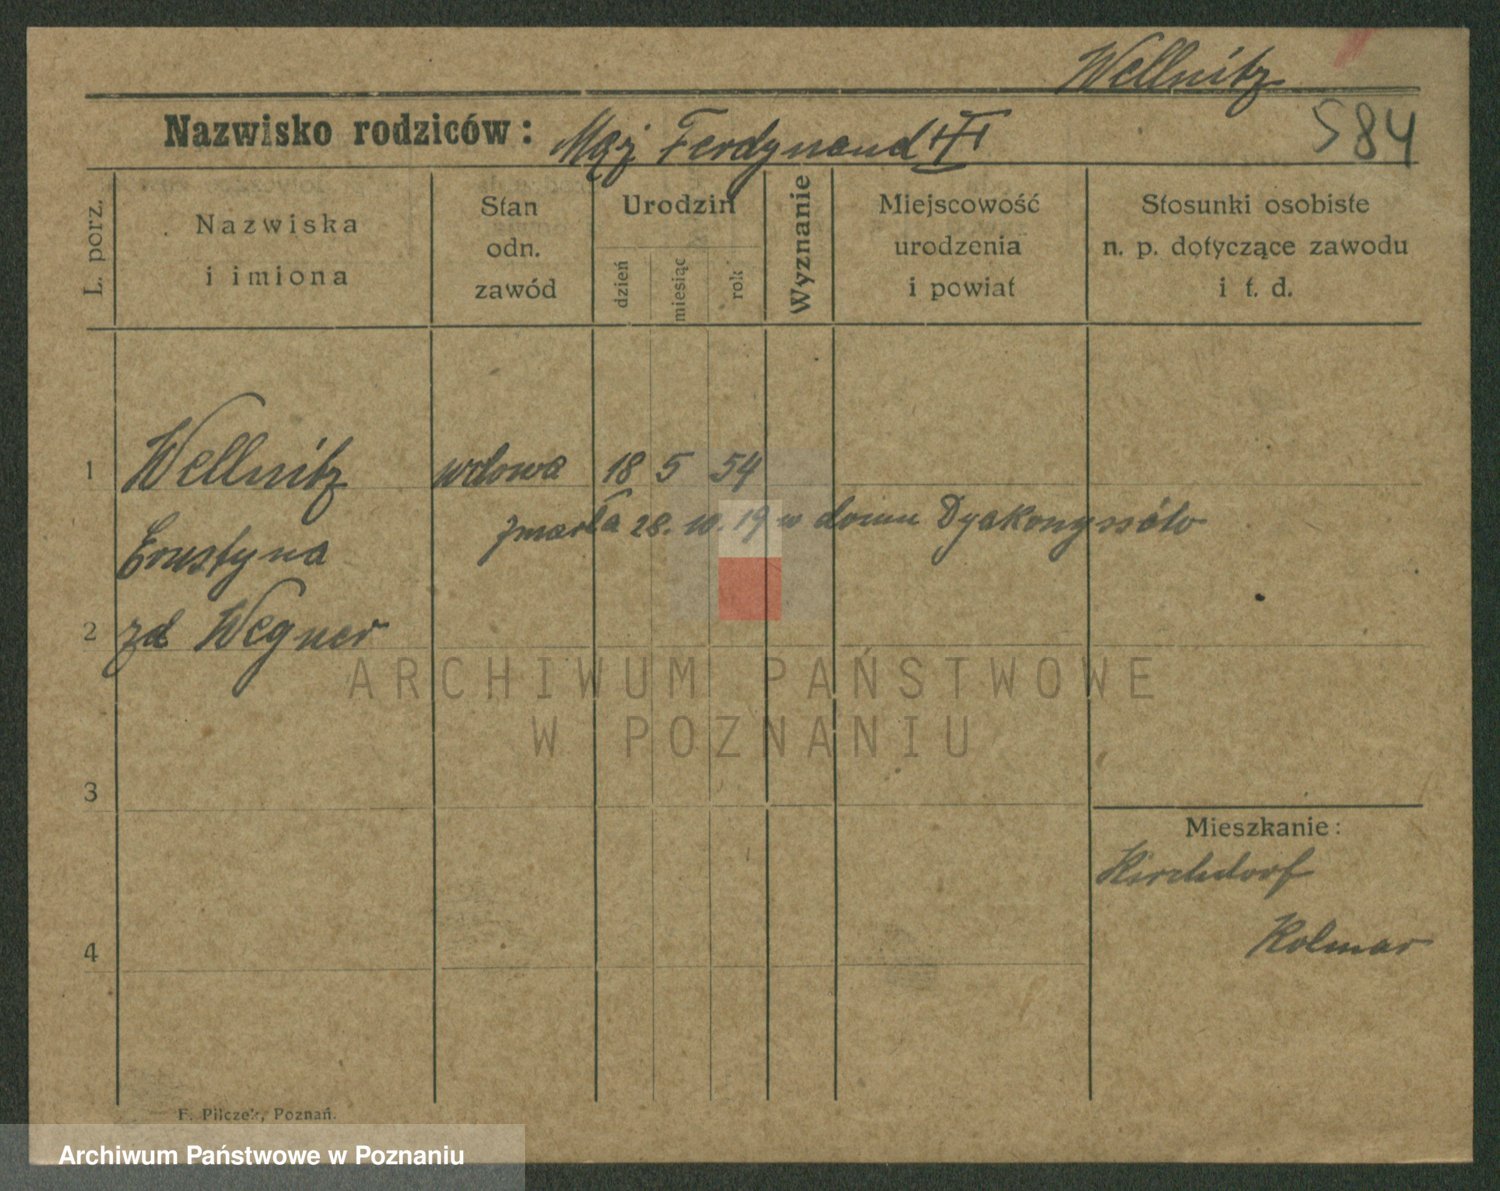 Wellnitz
584
Nazwisko rodziców: Mąż Ferdynand
L. porz.
Nazwiska
i imiona
Stan
odn.
zawód
Urodzin
dzień
miesiąc
rok
Wyznanie
Miejscowość
urodzenia
i powiat
Stosunki osobiste
n. p. dotyczące zawodu
i t. d.
1 Wellnitz wdowa 18 5 54
zmarła 28. 10. 19 w domu Dyakonysów
Ernstyna
2 zd Wegner
ARCHIWUM PAŃSTWOWE
W POZNANIU
3
Mieszkanie:
Kirchdorf
Kolmar
4
F. Pilczek, Poznań.
Archiwum Państwowe w Poznaniu